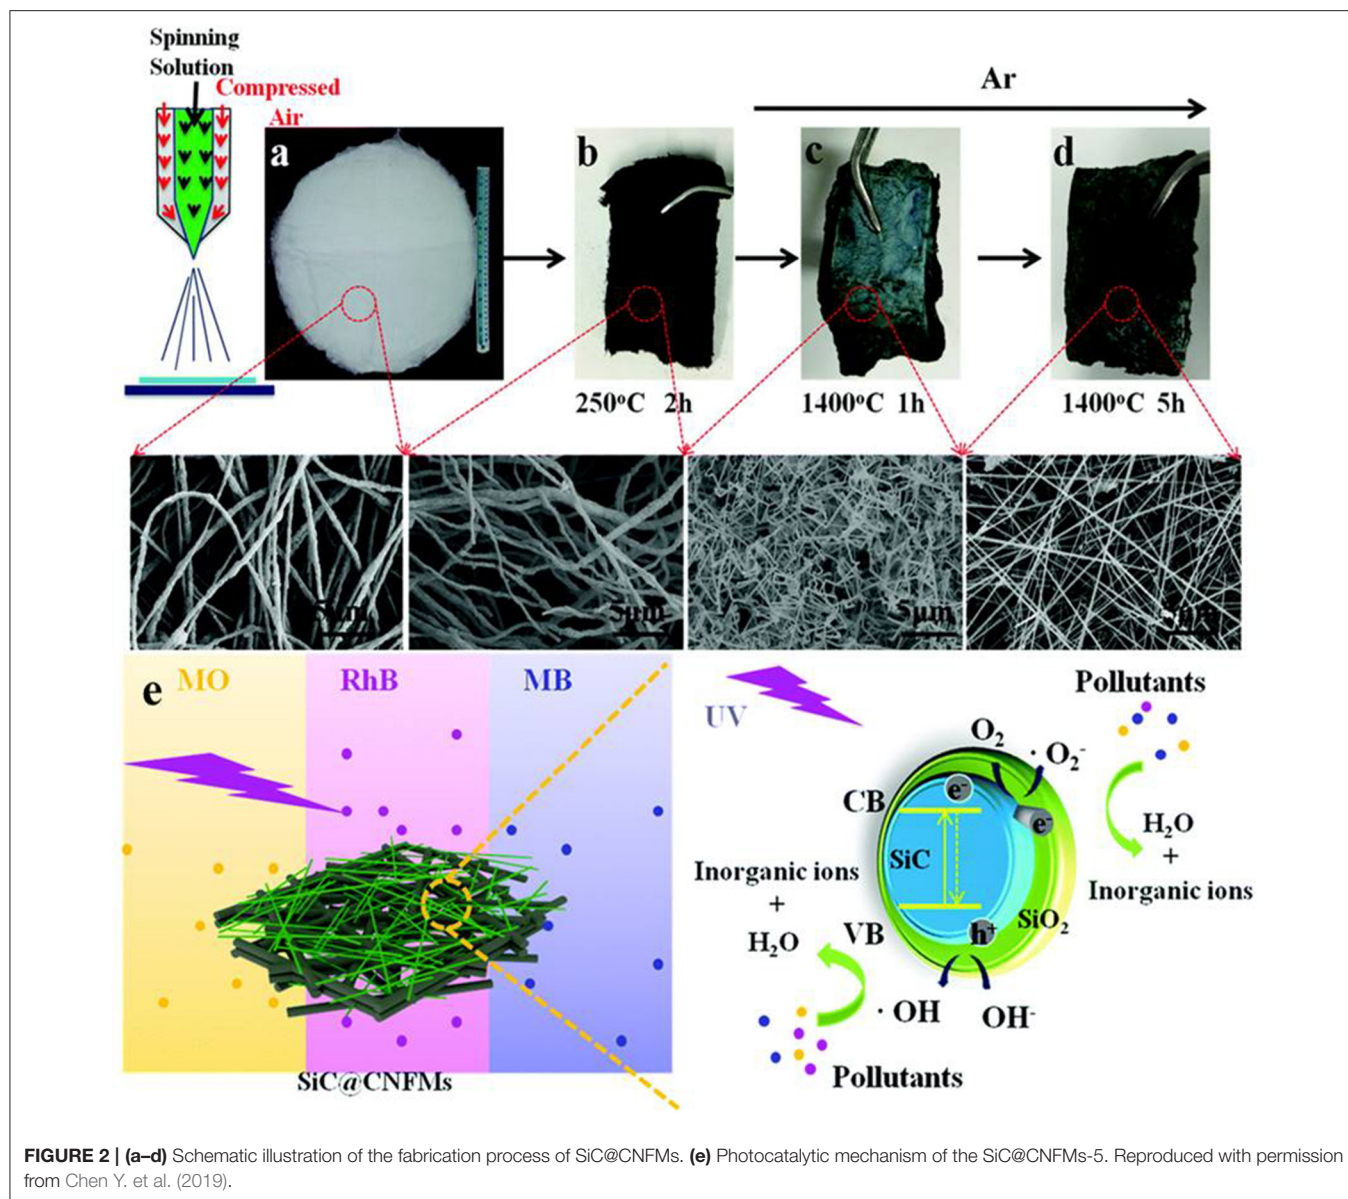 Spinning
Solution
Compressed
Air
Ar
a
b
c
d
250°C 2h
1400°C 1h
1400°C 5h
5μm
5μm
5μm
e
MO
RhB
MB
SiC@CNFMs
UV
Pollutants
O₂
· O₂⁻
e⁻
CB
e⁻
H₂O
+
Inorganic ions
SiC
Inorganic ions
+
H₂O
VB
h⁺
SiO₂
· OH
OH⁻
Pollutants
FIGURE 2 | (a–d) Schematic illustration of the fabrication process of SiC@CNFMs. (e) Photocatalytic mechanism of the SiC@CNFMs-5. Reproduced with permission
from Chen Y. et al. (2019).